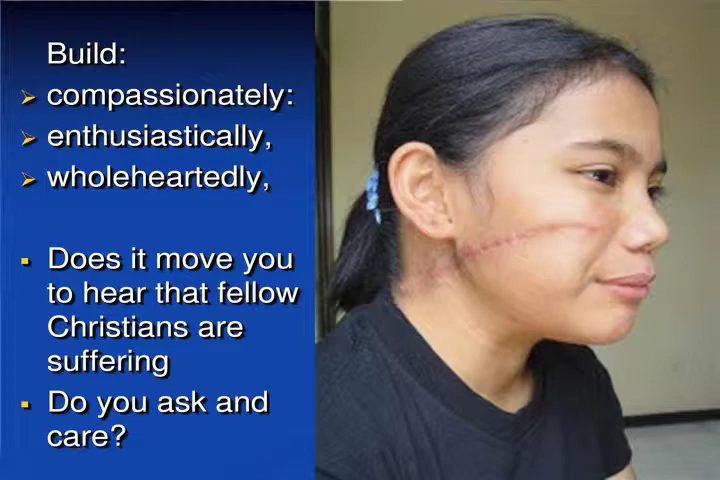 Build:
compassionately:
enthusiastically,
wholeheartedly,
Does it move you
to hear that fellow
Christians are
suffering
Do you ask and
care?